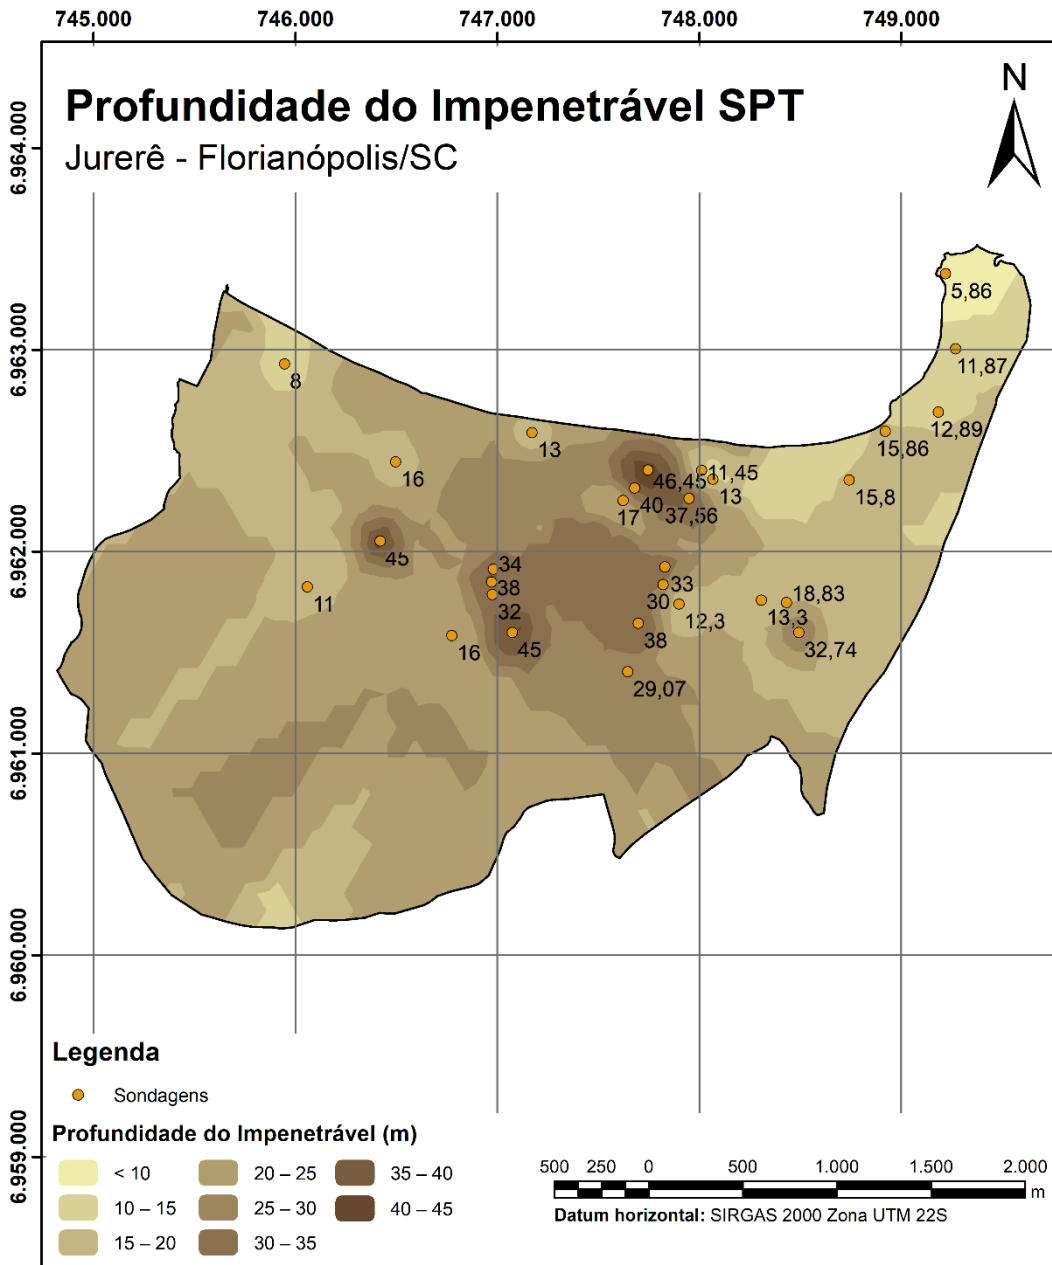 745.000 746.000 747.000 748.000 749.000
Profundidade do Impenetrável SPT
Jurerê - Florianópolis/SC
N
6.964.000
6.963.000
6.962.000
6.961.000
6.960.000
6.959.000
5,86
11,87
8
12,89
13
15,86
16
46,45
11,45
13
15,8
40
17
37,56
45
34
38
33
11
32
30
12,3
18,83
13,3
16
45
38
32,74
29,07
Legenda
Sondagens
Profundidade do Impenetrável (m)
< 10
10 – 15
15 – 20
20 – 25
25 – 30
30 – 35
35 – 40
40 – 45
500 250 0 500 1.000 1.500 2.000
m
Datum horizontal: SIRGAS 2000 Zona UTM 22S